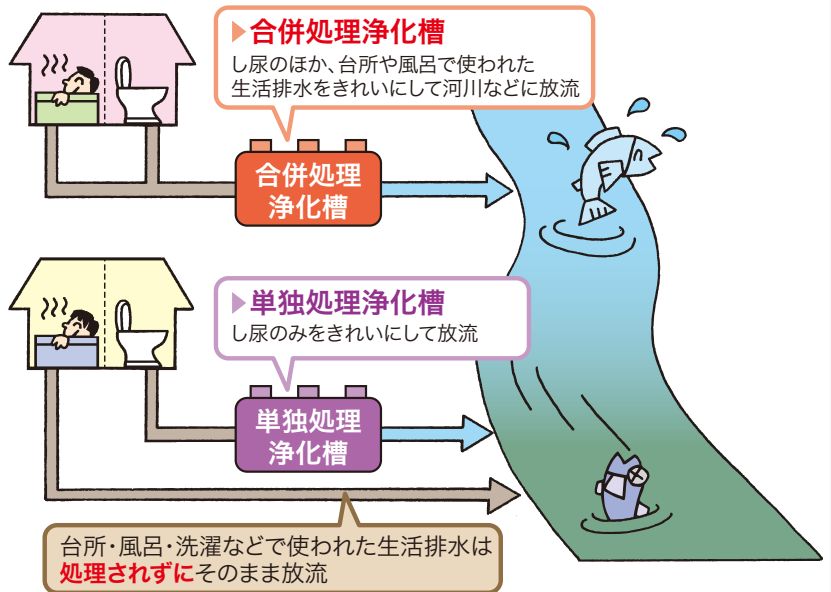 ▶合併処理浄化槽
し尿のほか、台所や風呂で使われた
生活排水をきれいにして河川などに放流
合併処理
浄化槽
▶単独処理浄化槽
し尿のみをきれいにして放流
単独処理
浄化槽
台所・風呂・洗濯などで使われた生活排水は
処理されずにそのまま放流